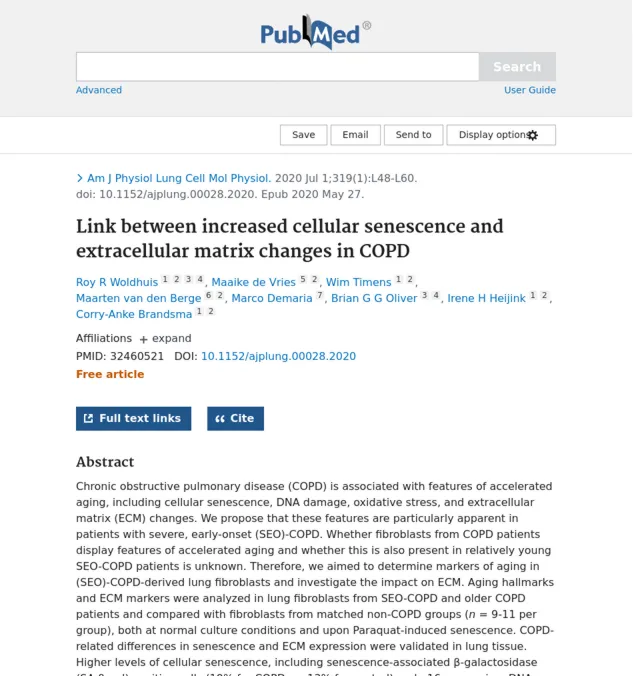 PubMed®
Search
Advanced
User Guide
Save
Email
Send to
Display options
Am J Physiol Lung Cell Mol Physiol. 2020 Jul 1;319(1):L48-L60.
doi: 10.1152/ajplung.00028.2020. Epub 2020 May 27.
Link between increased cellular senescence and
extracellular matrix changes in COPD
Roy R Woldhuis 1 2 3 4, Maaike de Vries 5 2, Wim Timens 1 2,
Maarten van den Berge 6 2, Marco Demaria 7, Brian G G Oliver 3 4, Irene H Heijink 1 2,
Corry-Anke Brandsma 1 2
Affiliations + expand
PMID: 32460521 DOI: 10.1152/ajplung.00028.2020
Free article
Full text links
Cite
Abstract
Chronic obstructive pulmonary disease (COPD) is associated with features of accelerated
aging, including cellular senescence, DNA damage, oxidative stress, and extracellular
matrix (ECM) changes. We propose that these features are particularly apparent in
patients with severe, early-onset (SEO)-COPD. Whether fibroblasts from COPD patients
display features of accelerated aging and whether this is also present in relatively young
SEO-COPD patients is unknown. Therefore, we aimed to determine markers of aging in
(SEO)-COPD-derived lung fibroblasts and investigate the impact on ECM. Aging hallmarks
and ECM markers were analyzed in lung fibroblasts from SEO-COPD and older COPD
patients and compared with fibroblasts from matched non-COPD groups (n = 9-11 per
group), both at normal culture conditions and upon Paraquat-induced senescence. COPD-
related differences in senescence and ECM expression were validated in lung tissue.
Higher levels of cellular senescence, including senescence-associated β-galactosidase